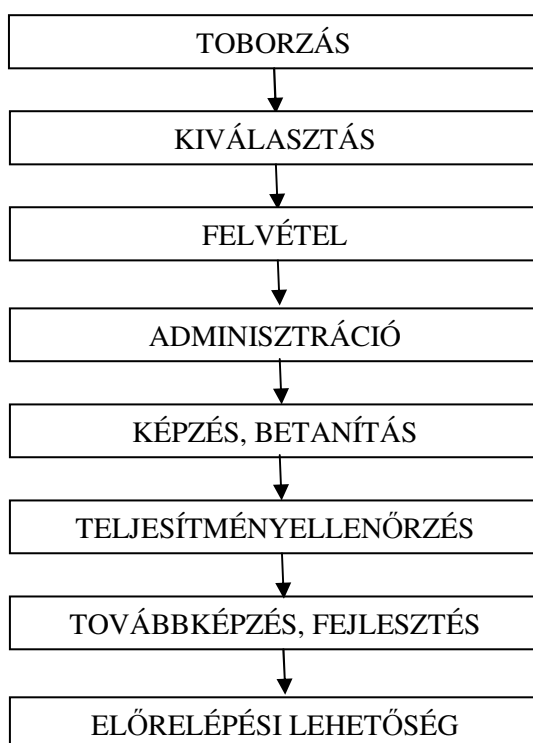 TOBORZÁS
KIVÁLASZTÁS
FELVÉTEL
ADMINISZTRÁCIÓ
KÉPZÉS, BETANÍTÁS
TELJESÍTMÉNYELLENŐRZÉS
TOVÁBBKÉPZÉS, FEJLESZTÉS
ELŐRELÉPÉSI LEHETŐSÉG